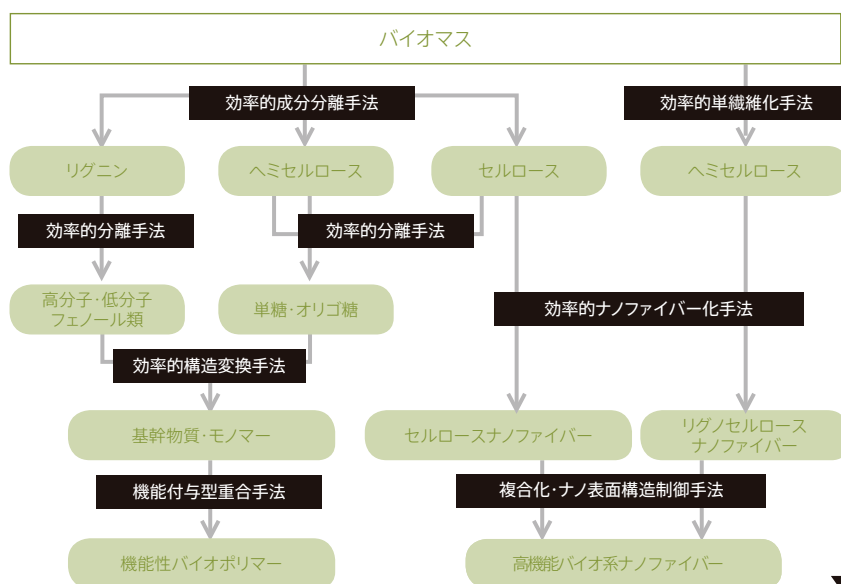 バイオマス
効率的成分分離手法
効率的単繊維化手法
リグニン
ヘミセルロース
セルロース
ヘミセルロース
効率的分離手法
効率的分離手法
高分子・低分子
フェノール類
単糖・オリゴ糖
効率的ナノファイバー化手法
効率的構造変換手法
基幹物質・モノマー
セルロースナノファイバー
リグノセルロース
ナノファイバー
機能付与型重合手法
複合化・ナノ表面構造制御手法
機能性バイオポリマー
高機能バイオ系ナノファイバー